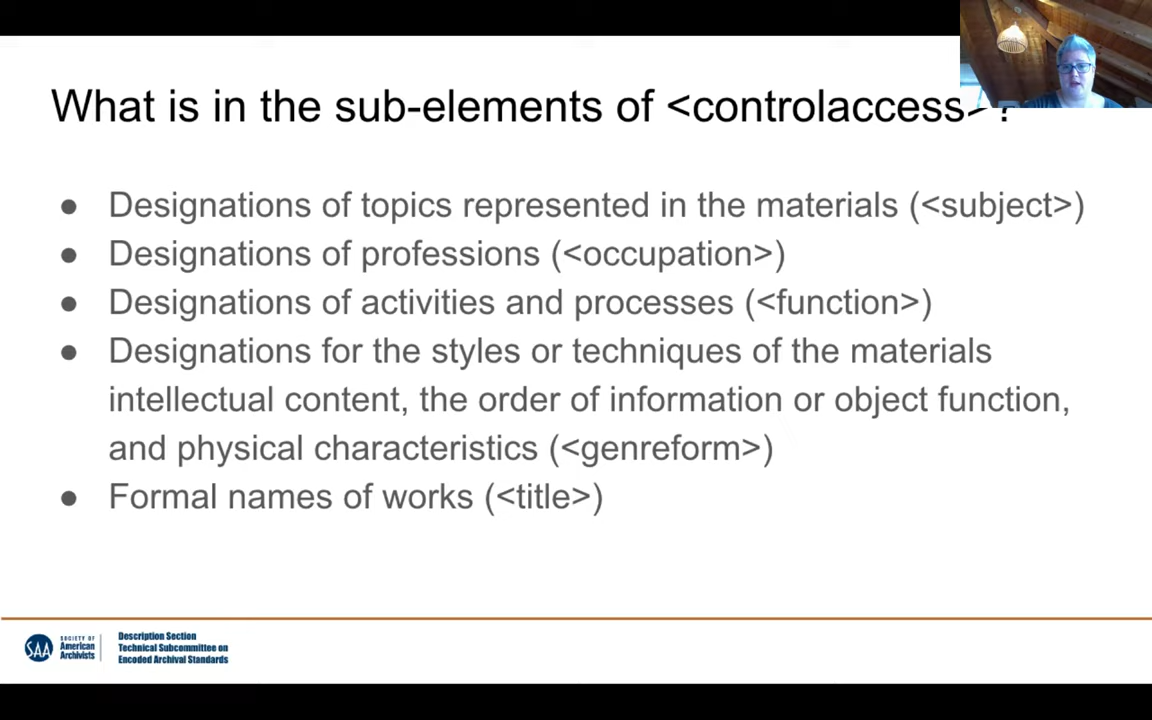 What is in the sub-elements of <controlaccess>?
● Designations of topics represented in the materials (<subject>)
● Designations of professions (<occupation>)
● Designations of activities and processes (<function>)
● Designations for the styles or techniques of the materials
intellectual content, the order of information or object function,
and physical characteristics (<genreform>)
● Formal names of works (<title>)
SAA
SOCIETY OF
American
Archivists
Description Section
Technical Subcommittee on
Encoded Archival Standards